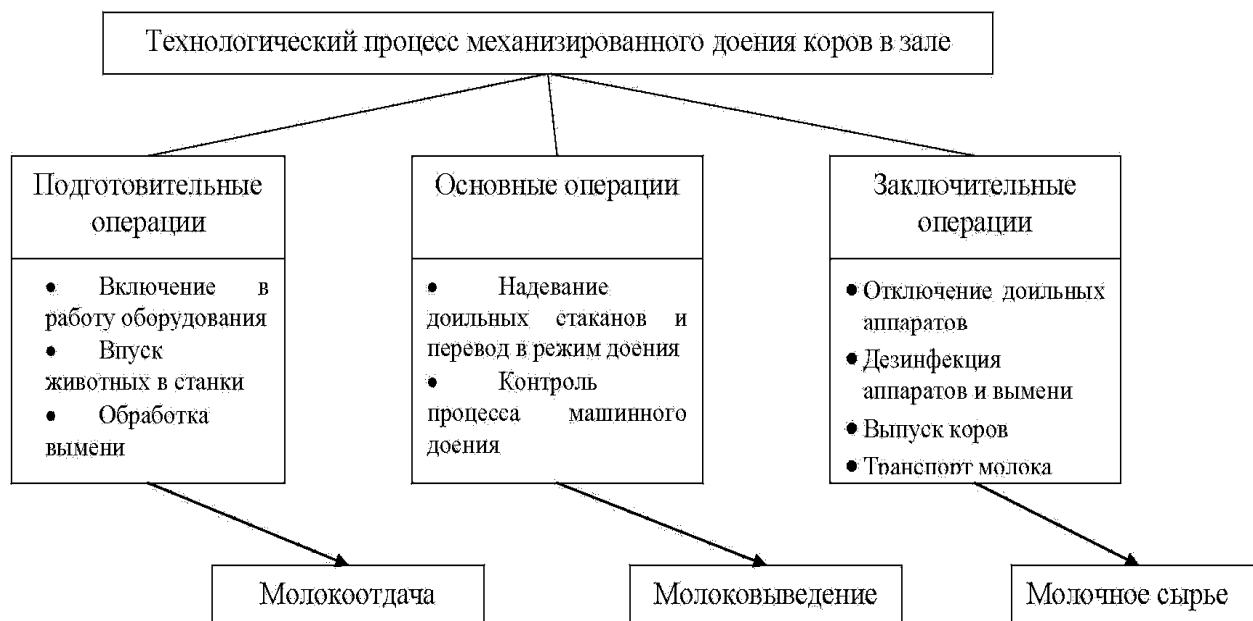 Технологический процесс механизированного доения коров в зале
Подготовительные
операции
• Включение в
работу оборудования
• Впуск
животных в станки
• Обработка
вымени
Основные операции
• Надевание
доильных стаканов и
перевод в режим доения
• Контроль
процесса машинного
доения
Заключительные
операции
• Отключение доильных
аппаратов
• Дезинфекция
аппаратов и вымени
• Выпуск коров
• Транспорт молока
Молокоотдача
Молоковыведение
Молочное сырье